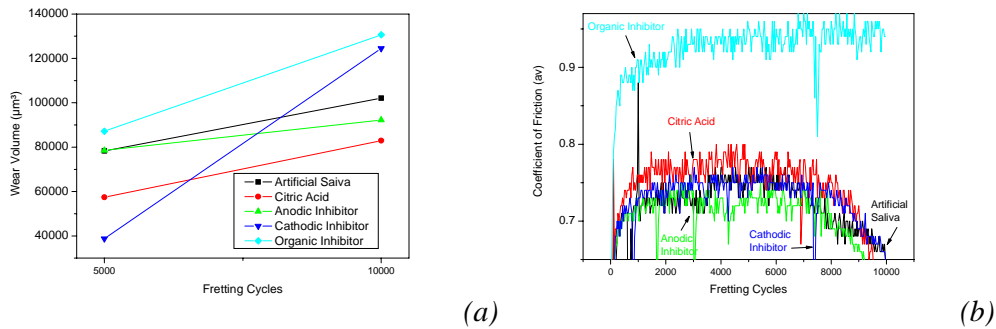 140000
120000
100000
80000
60000
40000
5000
10000
Wear Volume (µm³)
Fretting Cycles
Artificial Saiva
Citric Acid
Anodic Inhibitor
Cathodic Inhibitor
Organic Inhibitor
(a)
Coefficient of Friction (av)
0.9
0.8
0.7
0
2000
4000
6000
8000
10000
Fretting Cycles
Organic Inhibitor
Citric Acid
Anodic
Inhibitor
Cathodic
Inhibitor
Artificial
Saliva
(b)